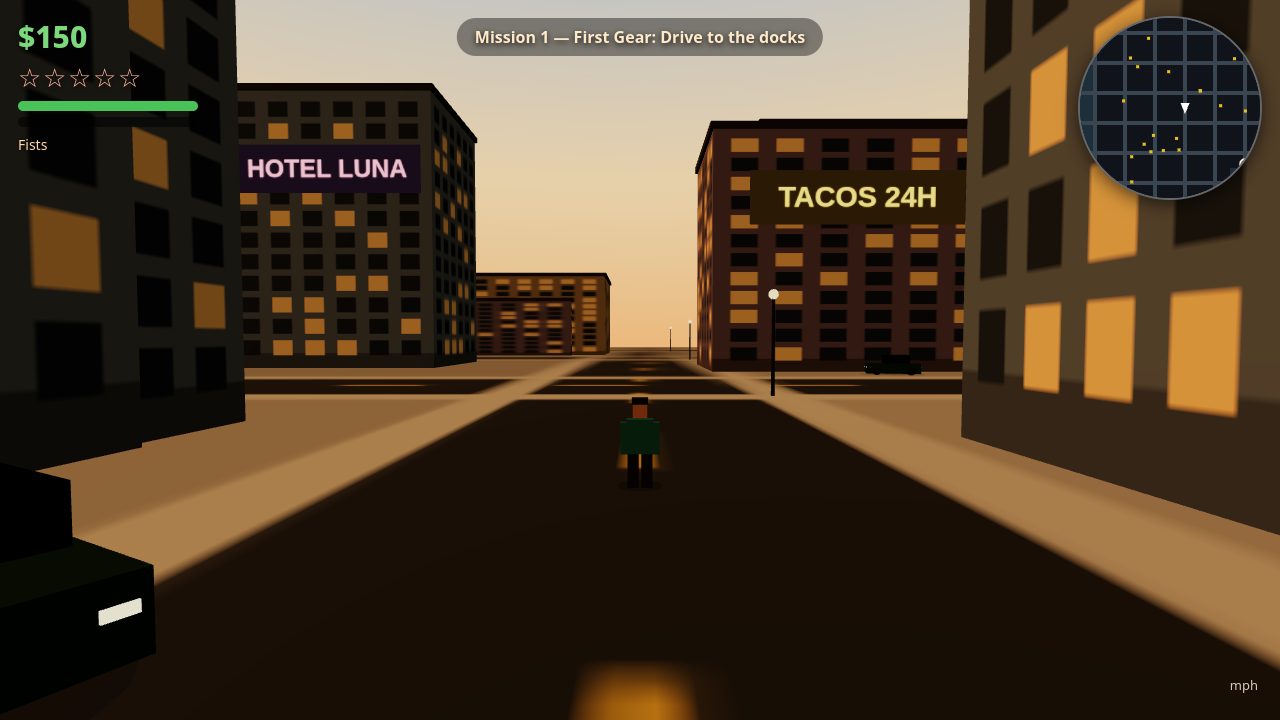 $150
Mission 1 — First Gear: Drive to the docks
Fists
HOTEL LUNA
TACOS 24H
mph